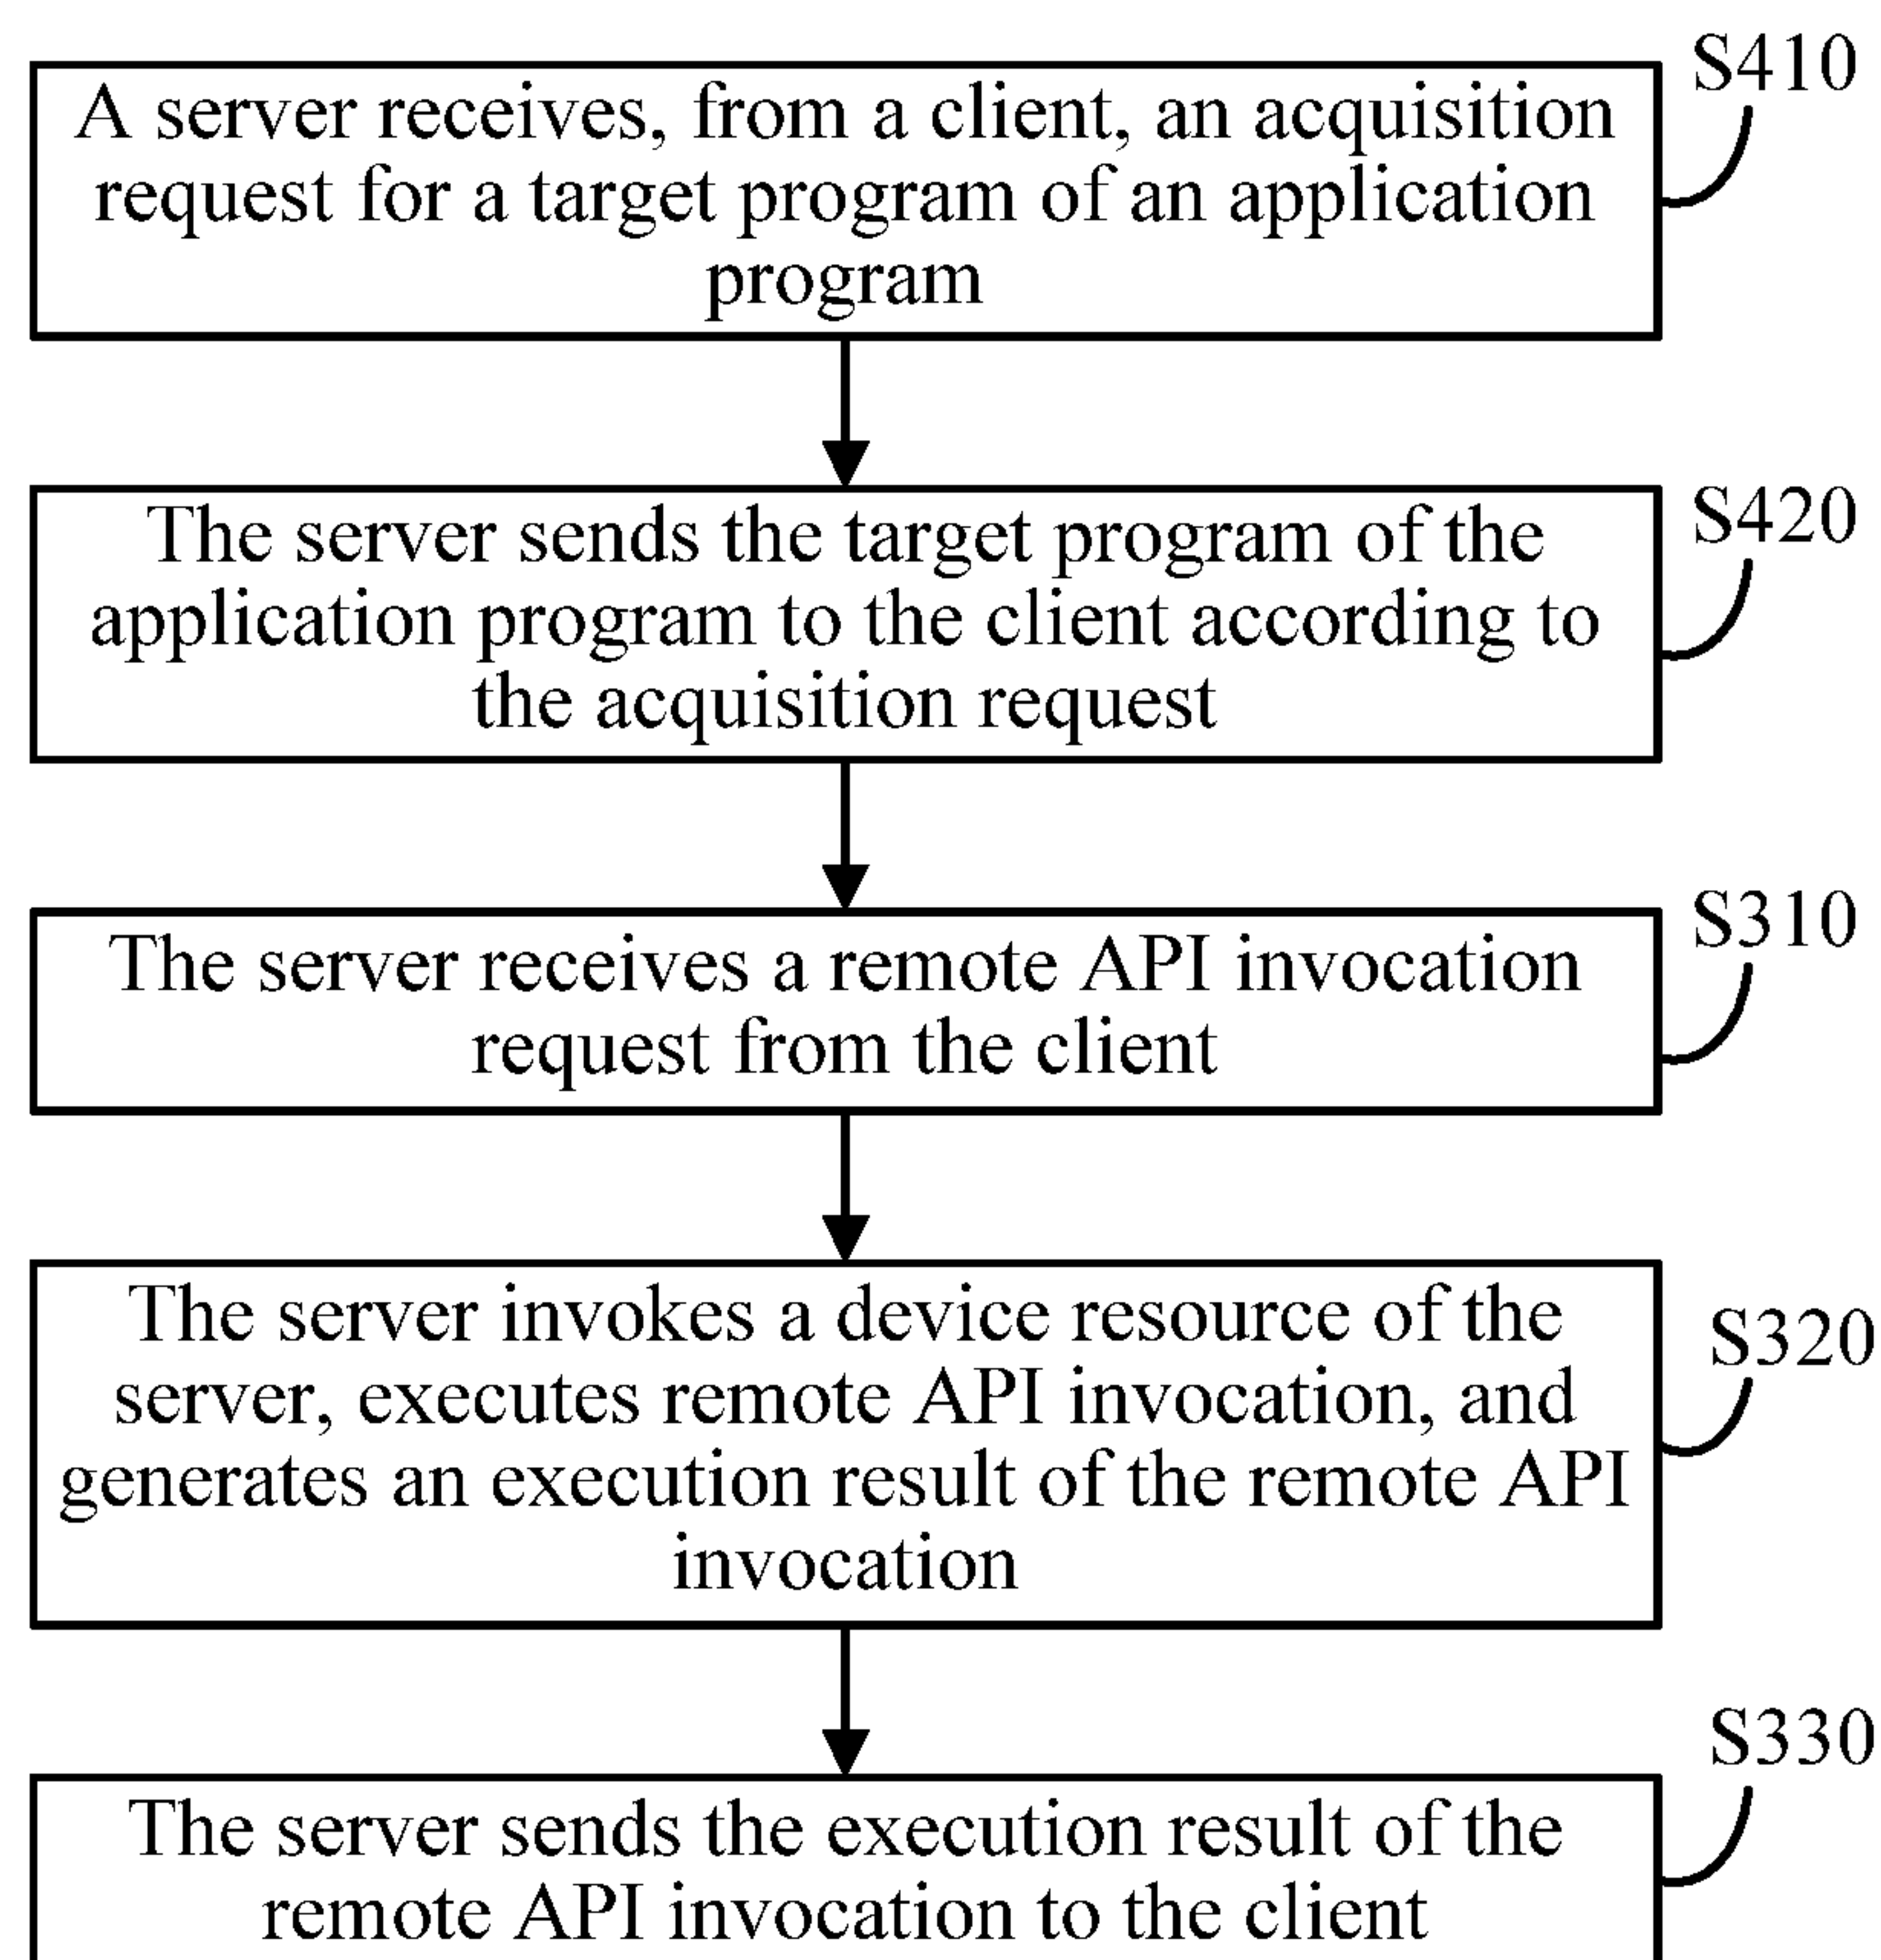 S410
A server receives, from a client, an acquisition
request for a target program of an application
program
S420
The server sends the target program of the
application program to the client according to
the acquisition request
S310
The server receives a remote API invocation
request from the client
S320
The server invokes a device resource of the
server, executes remote API invocation, and
generates an execution result of the remote API
invocation
S330
The server sends the execution result of the
remote API invocation to the client